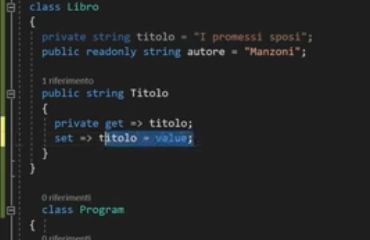 class Libro
{
private string titolo = "I promessi sposi";
public readonly string autore = "Manzoni";
1 riferimento
public string Titolo
{
private get => titolo;
set => titolo = value;
}
}
0 riferimenti
class Program
{
0 riferimenti